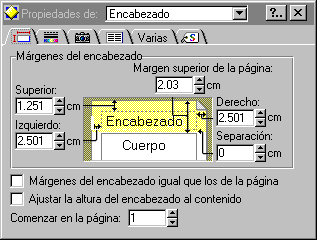 Propiedades de: Encabezado ?..
Varias
Márgenes del encabezado
Margen superior de la página:
2.03 cm
Superior:
1.251 cm
Derecho:
2.501 cm
Izquierdo:
2.501 cm
Separación:
0 cm
Encabezado
Cuerpo
Márgenes del encabezado igual que los de la página
Ajustar la altura del encabezado al contenido
Comenzar en la página: 1